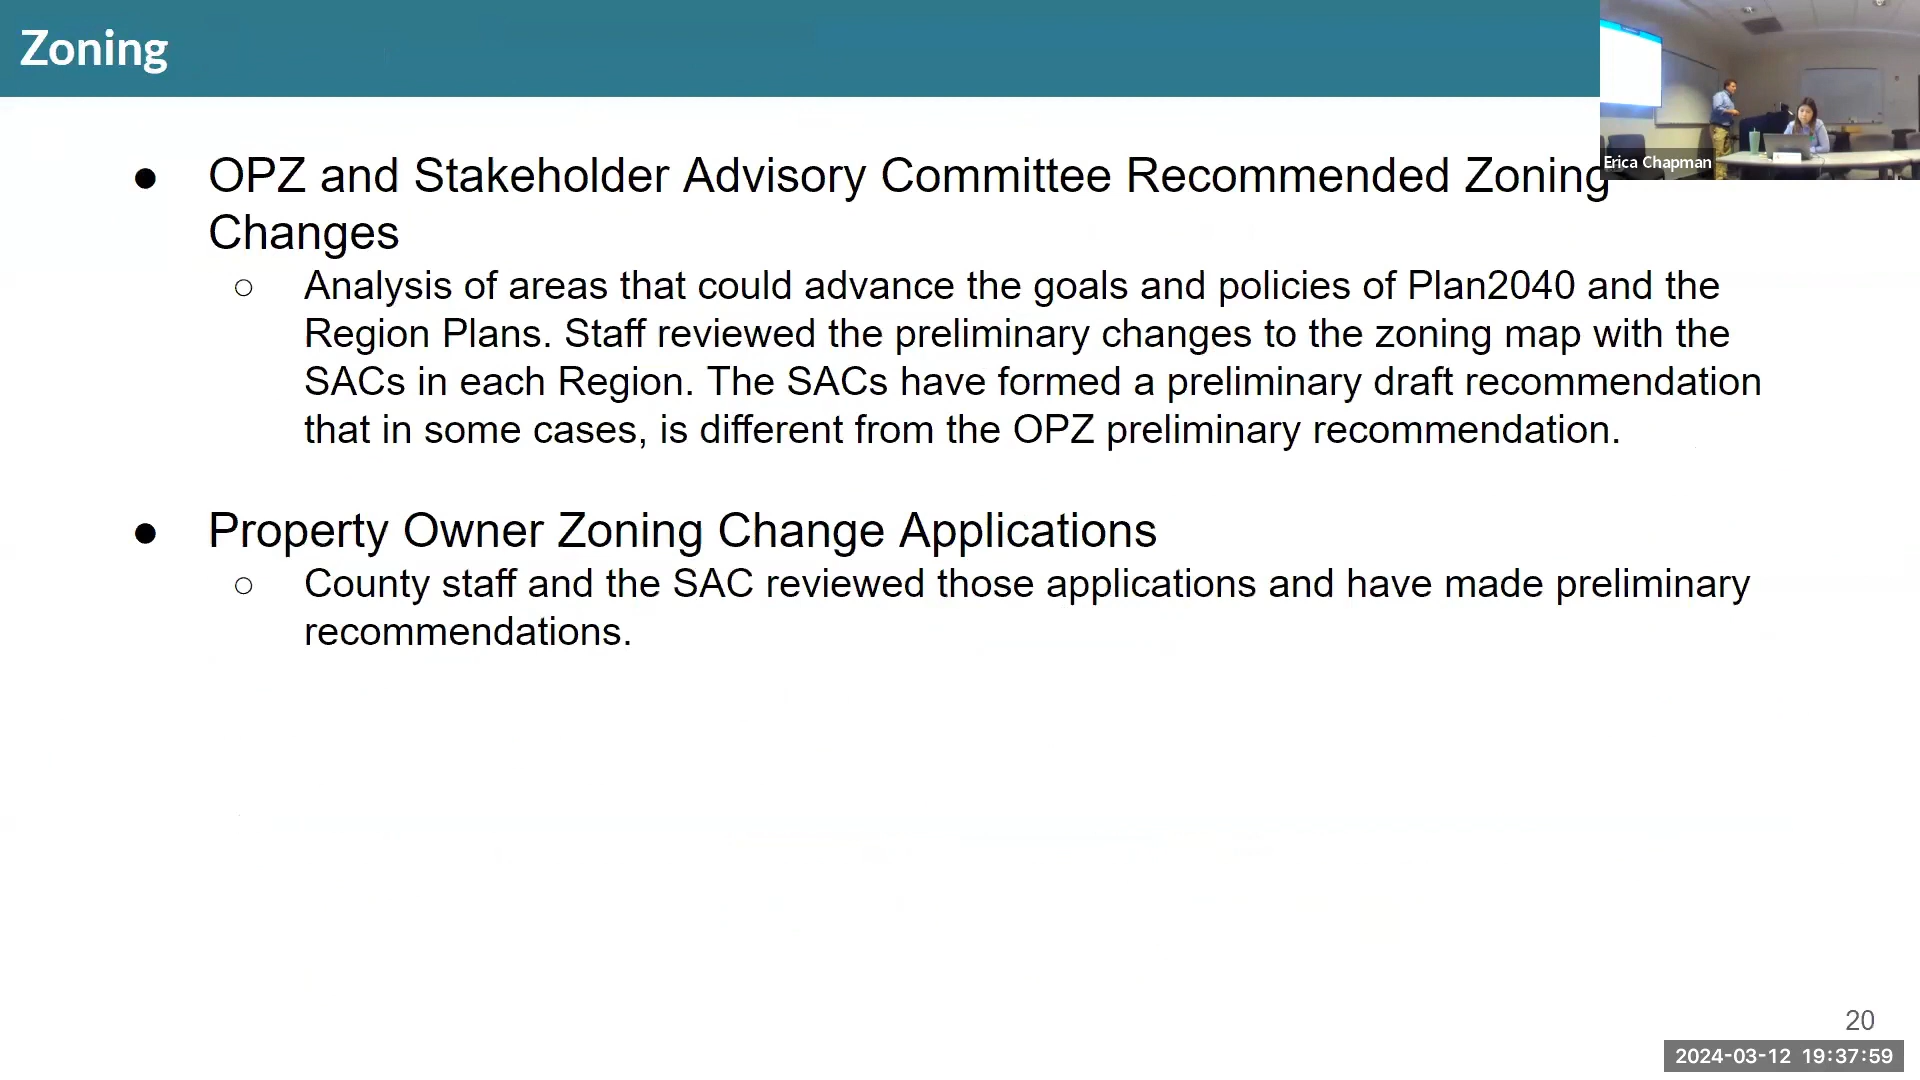 Zoning
Erica Chapman
● OPZ and Stakeholder Advisory Committee Recommended Zoning
Changes
○ Analysis of areas that could advance the goals and policies of Plan2040 and the
Region Plans. Staff reviewed the preliminary changes to the zoning map with the
SACs in each Region. The SACs have formed a preliminary draft recommendation
that in some cases, is different from the OPZ preliminary recommendation.
● Property Owner Zoning Change Applications
○ County staff and the SAC reviewed those applications and have made preliminary
recommendations.
20
2024-03-12 19:37:59